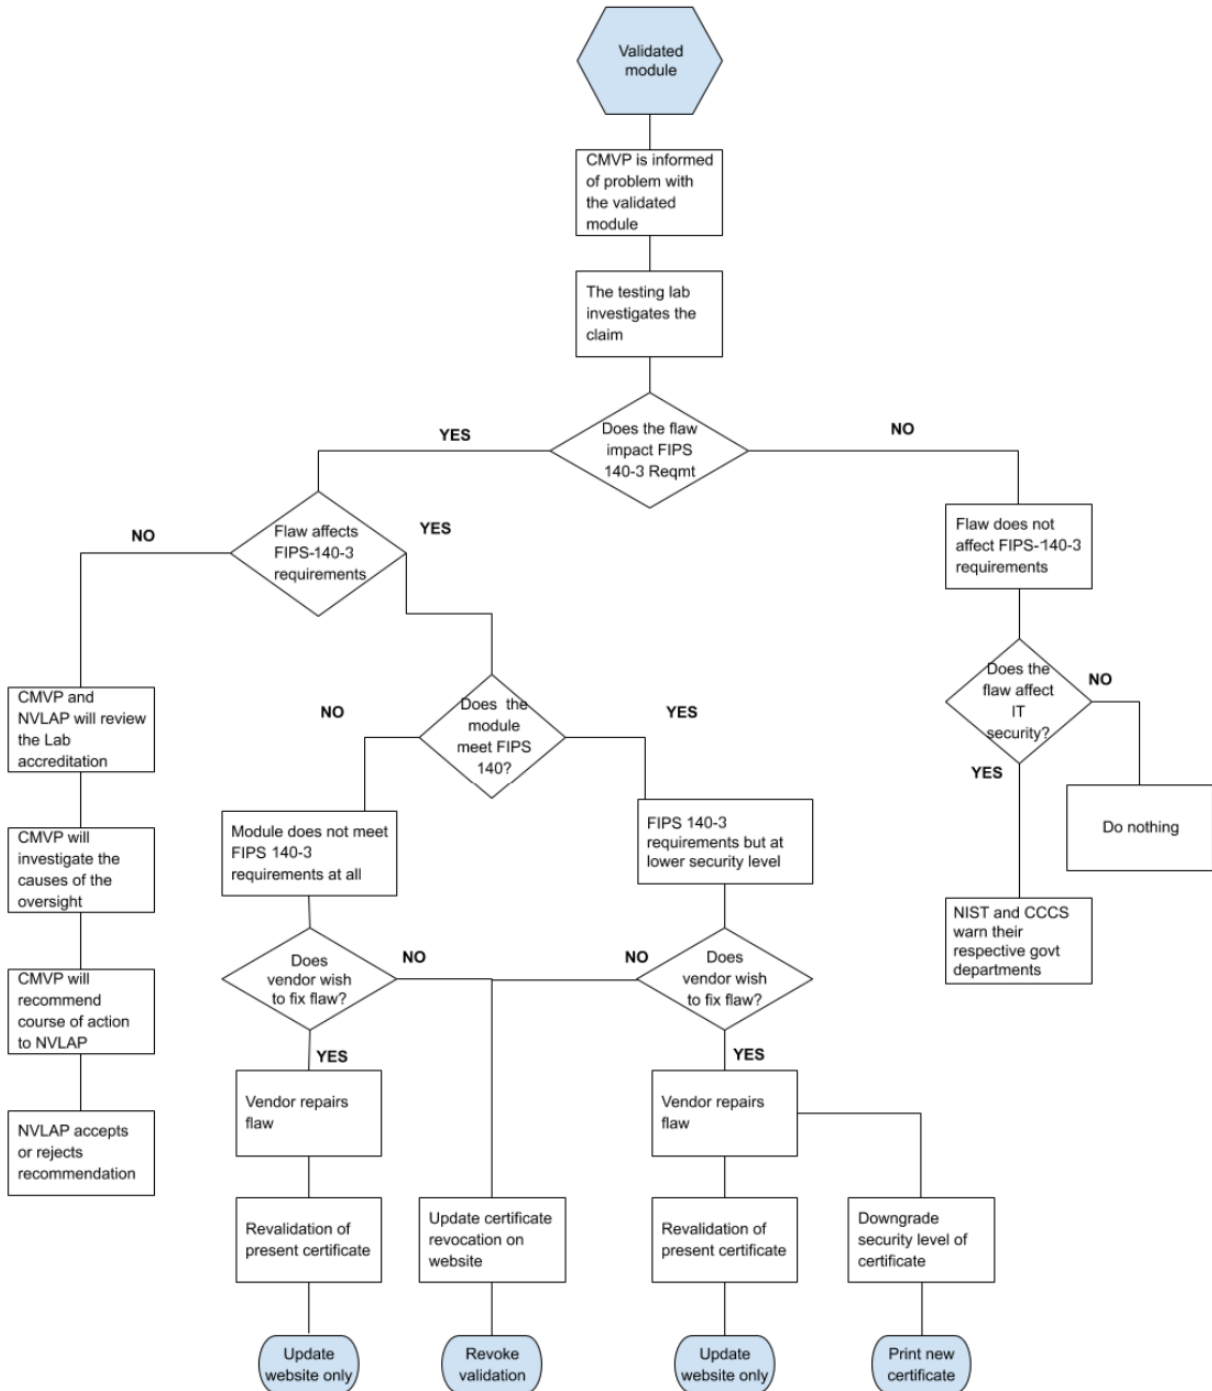 Validated
module
CMVP is informed
of problem with
the validated
module
The testing lab
investigates the
claim
Does the flaw
impact FIPS
140-3 Reqmt
YES
NO
Flaw affects
FIPS-140-3
requirements
NO
YES
Flaw does not
affect FIPS-140-3
requirements
CMVP and
NVLAP will review
the Lab
accreditation
Does the
module
meet FIPS
140?
NO
YES
Does the
flaw affect
IT
security?
NO
YES
CMVP will
investigate the
causes of the
oversight
Module does not meet
FIPS 140-3
requirements at all
FIPS 140-3
requirements but at
lower security level
Do nothing
NIST and CCCS
warn their
respective govt
departments
CMVP will
recommend
course of action
to NVLAP
Does
vendor wish
to fix flaw?
NO
NO
Does
vendor wish
to fix flaw?
YES
YES
NVLAP accepts
or rejects
recommendation
Vendor repairs
flaw
Vendor repairs
flaw
Revalidation of
present certificate
Update certificate
revocation on
website
Revalidation of
present certificate
Downgrade
security level of
certificate
Update
website only
Revoke
validation
Update
website only
Print new
certificate